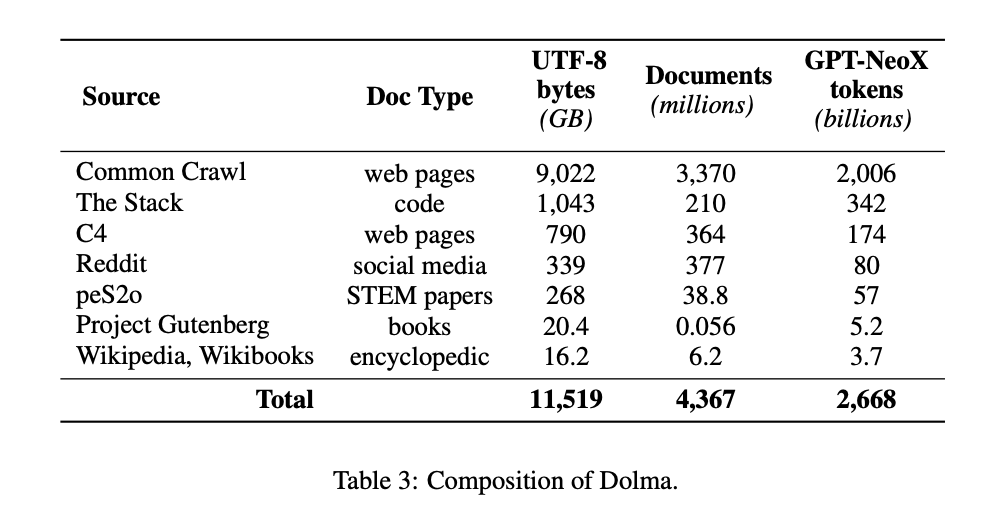 Source Doc Type UTF-8 bytes (GB) Documents (millions) GPT-NeoX tokens (billions)
Common Crawl web pages 9,022 3,370 2,006
The Stack code 1,043 210 342
C4 web pages 790 364 174
Reddit social media 339 377 80
peS2o STEM papers 268 38.8 57
Project Gutenberg books 20.4 0.056 5.2
Wikipedia, Wikibooks encyclopedic 16.2 6.2 3.7
Total 11,519 4,367 2,668
Table 3: Composition of Dolma.